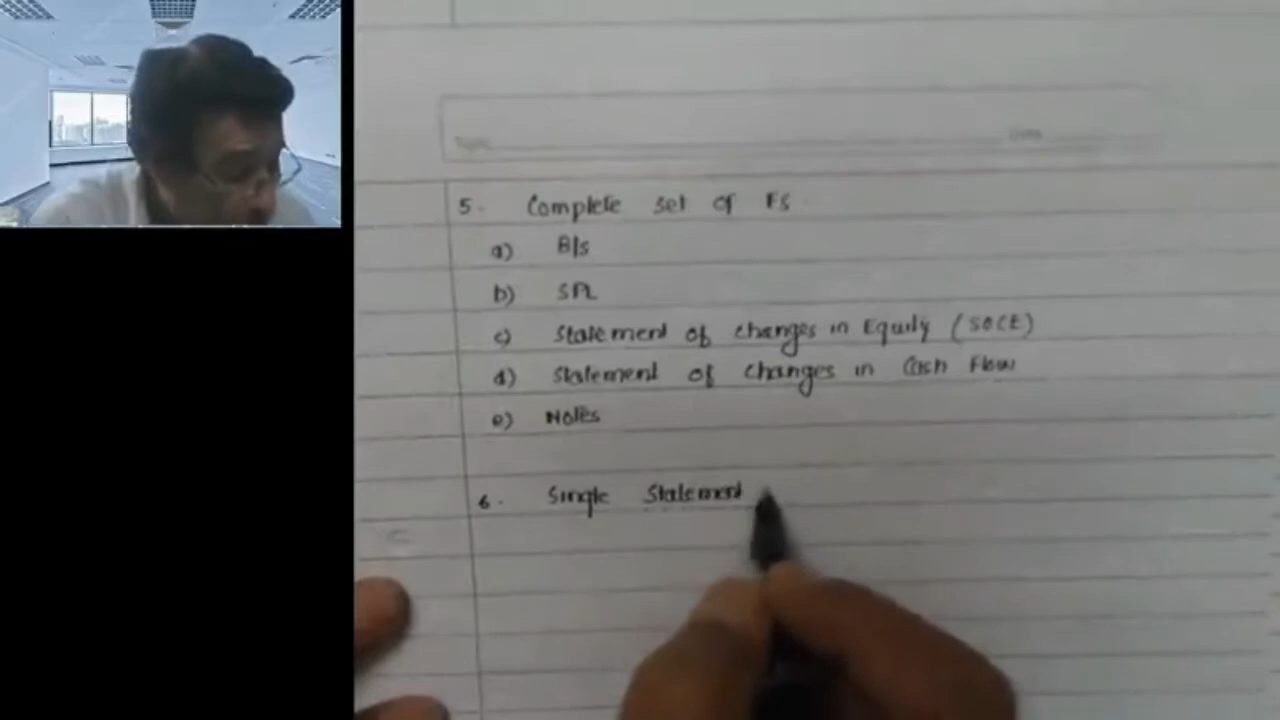 5. Complete set of FS
a) B/s
b) SPL
c) Statement of changes in Equity (SOCE)
d) Statement of changes in Cash Flow
e) Notes
6. Single Statement